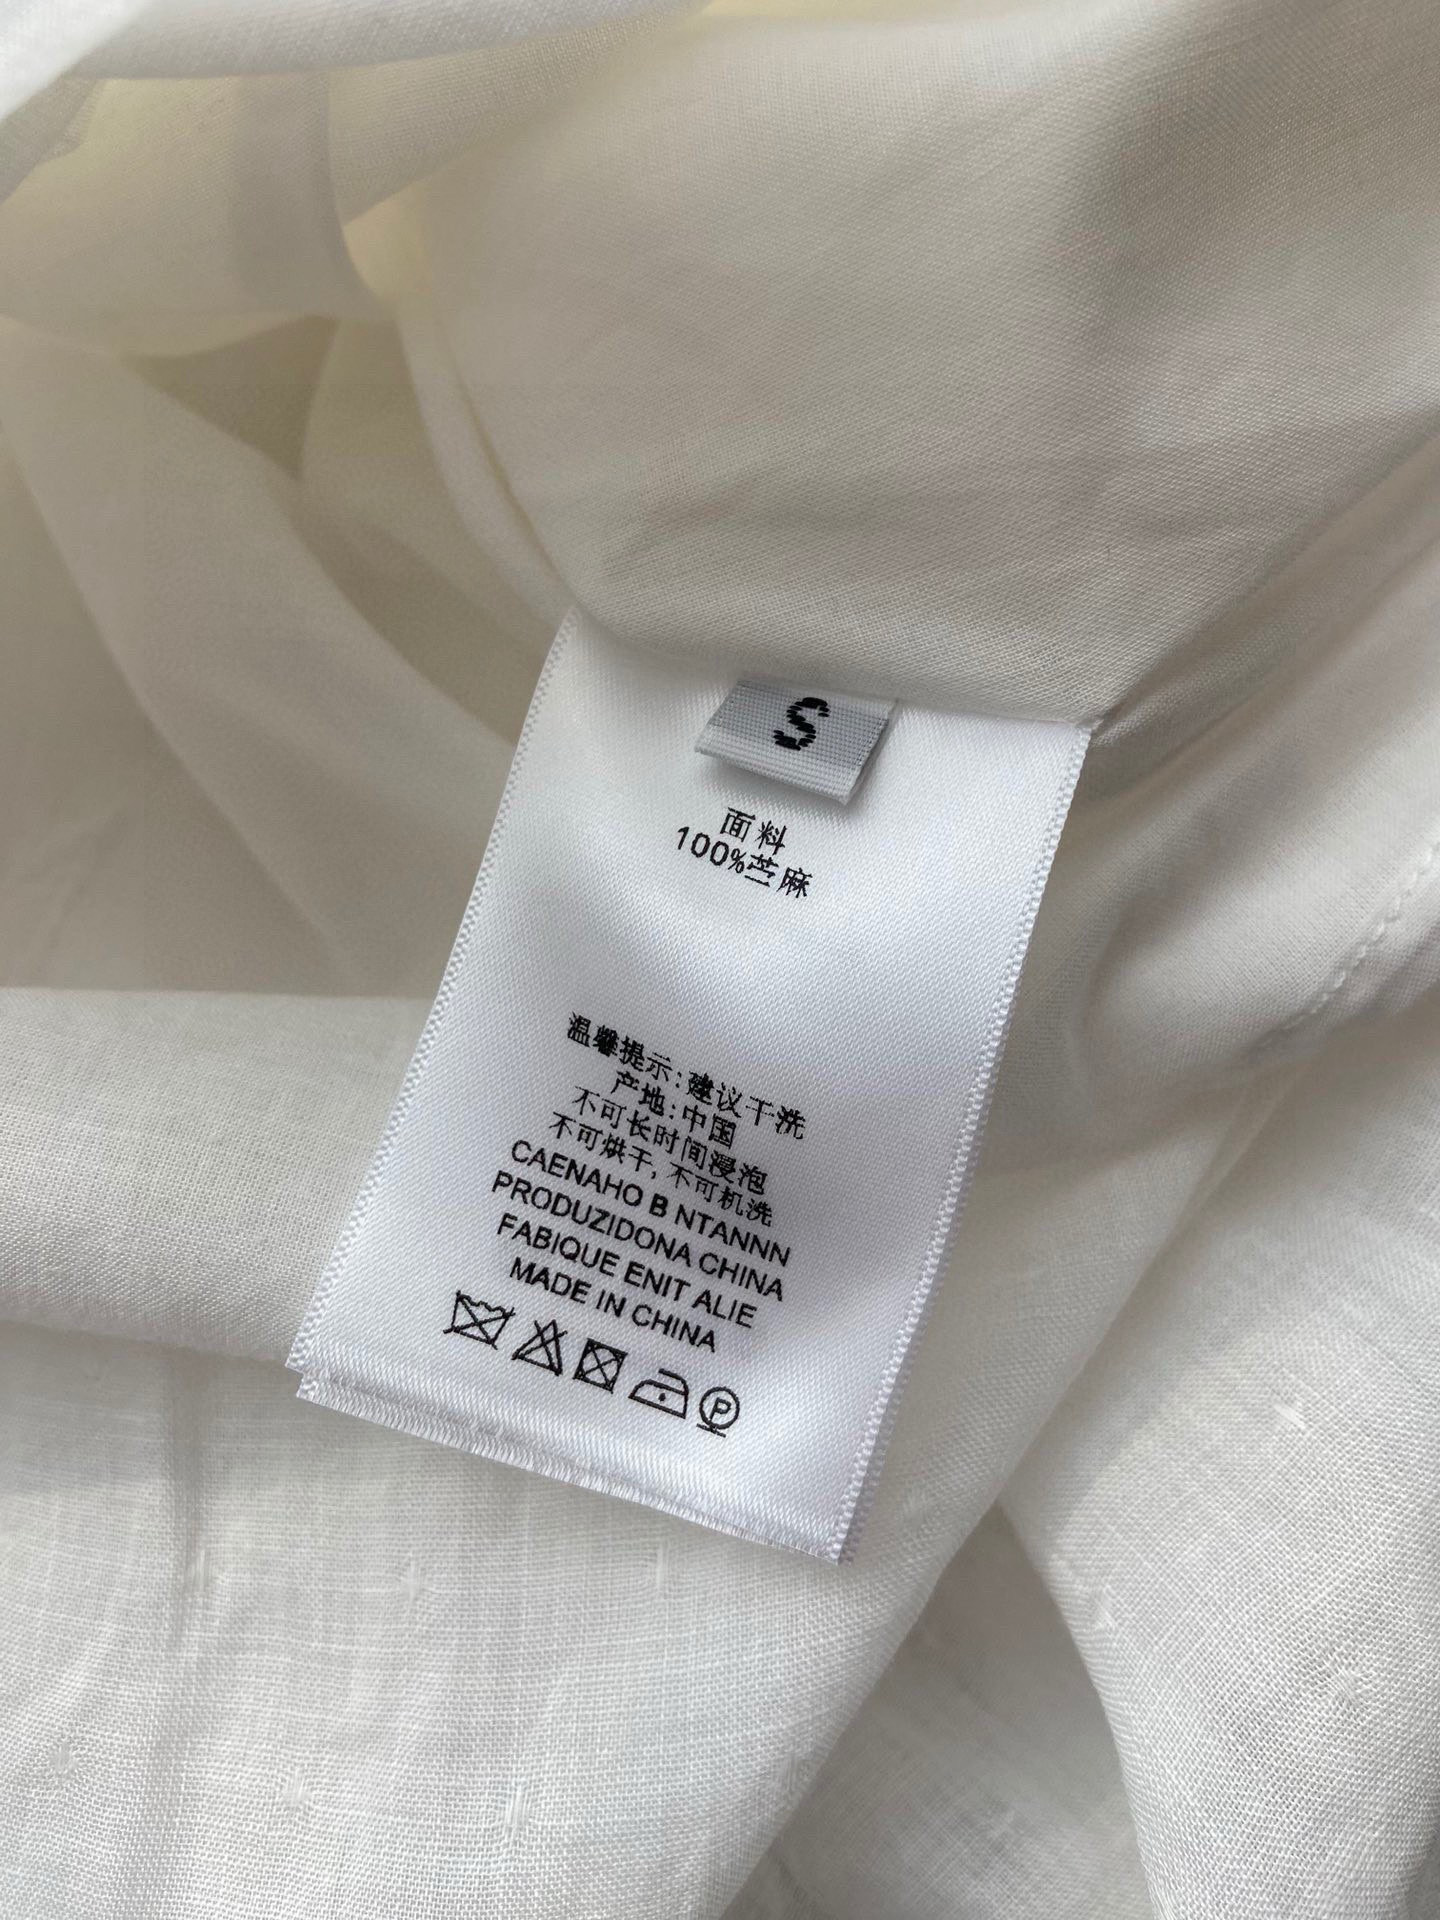 S
面料
100%苎麻
温馨提示:建议干洗
产地:中国
不可长时间浸泡
不可烘干, 不可机洗
CAENAHO B NTANNN
PRODUZIDONA CHINA
FABIQUE ENIT ALIE
MADE IN CHINA
P